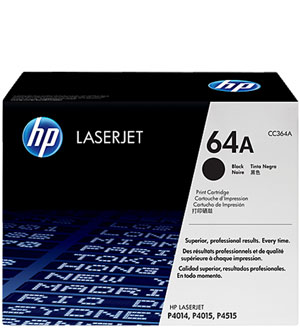 hp
LASERJET
64A
CC364A
Black Tinta Negra
Noire 黑色
Print Cartridge
Cartouche d'Impression
Cartucho de Impresión
打印硒鼓
Superior, professional results. Every time.
Des résultats professionnels et de qualité
supérieure à chaque impression.
Calidad superior, resultados profesionales
en todo momento.
HP LASERJET
P4014, P4015, P4515